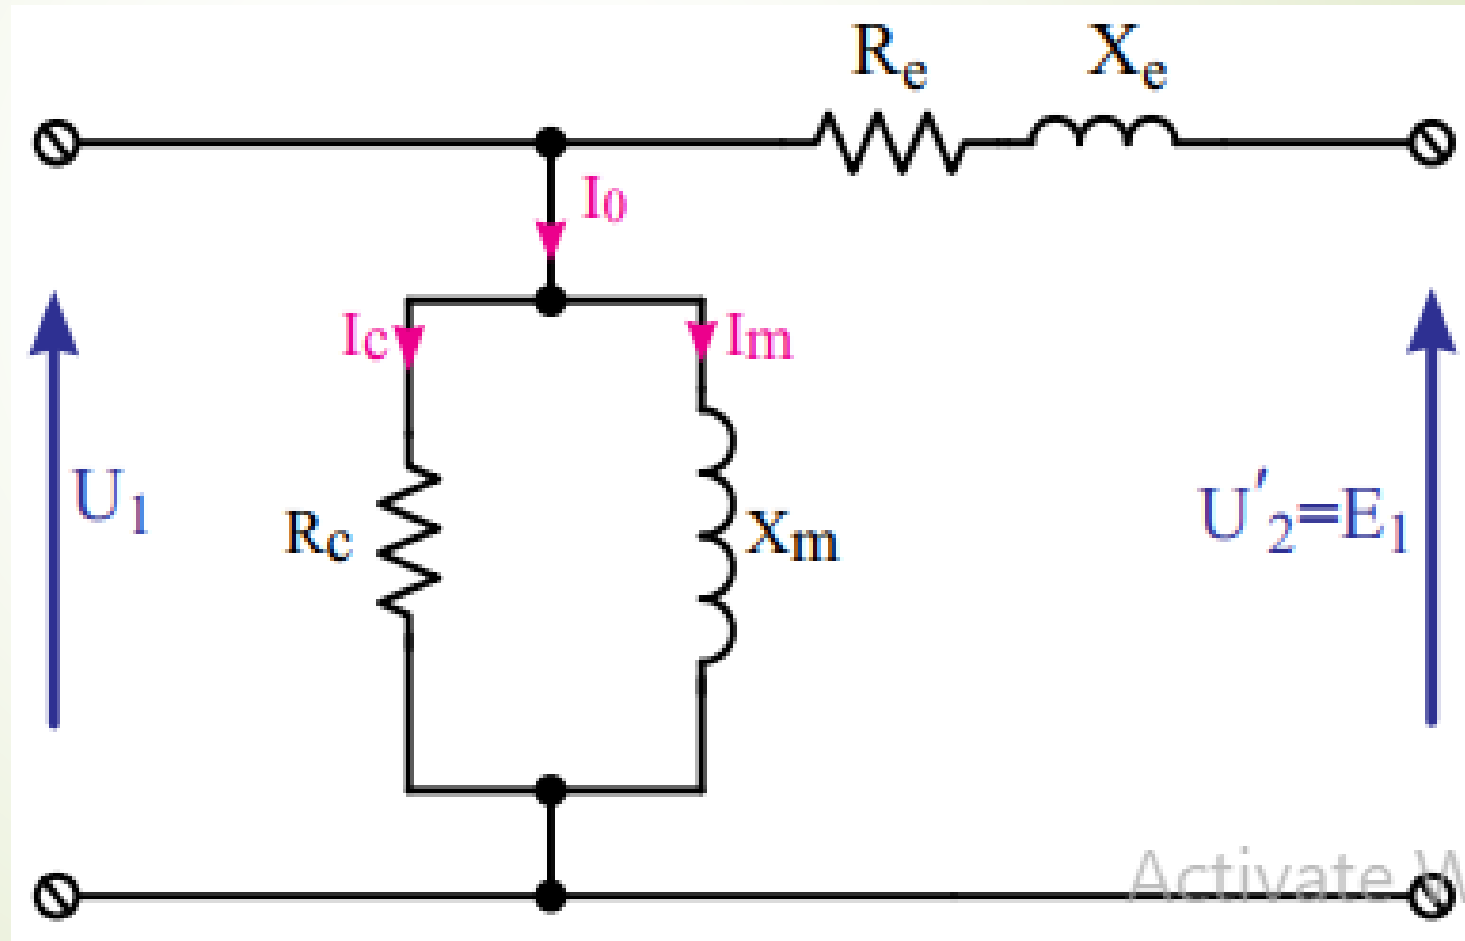 Re Xe
I0
Ic Im
U1
Rc Xm
U'2=E1
Activate W